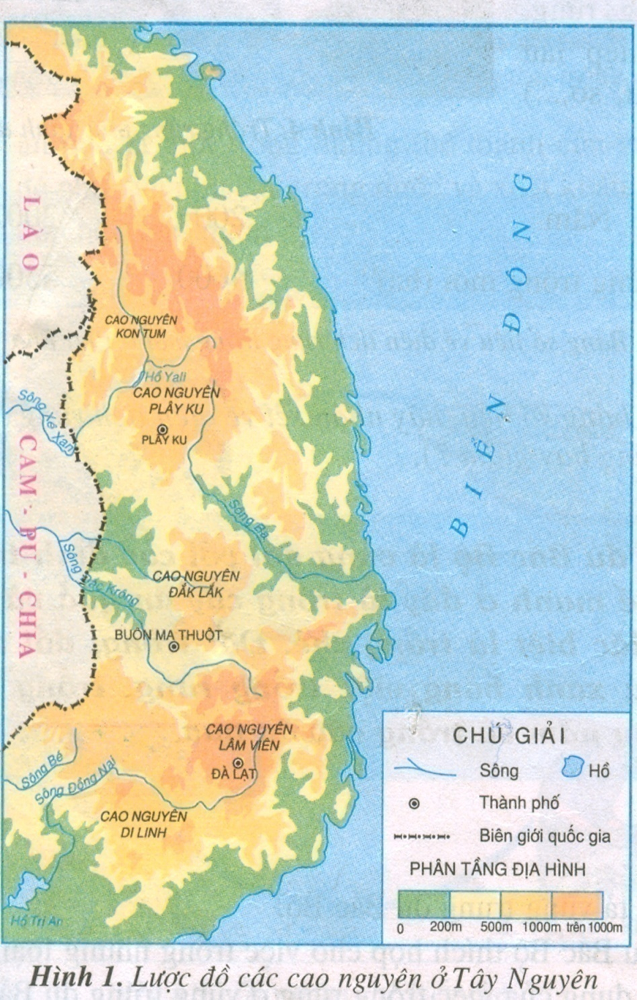 LÀO
CAO NGUYÊN
KON TUM
Hồ Yali
CAO NGUYÊN
PLÂY KU
PLÂY KU
Sông Xê Xan
CAM-PU-CHIA
Sông Ba
Sông Đắc Krông
CAO NGUYÊN
ĐẮK LẮK
BUÔN MA THUỘT
BIỂN ĐÔNG
CAO NGUYÊN
LÂM VIÊN
ĐÀ LẠT
Sông Bé
Sông Đồng Nai
CAO NGUYÊN
DI LINH
Hồ Trị An
CHÚ GIẢI
Sông
Hồ
Thành phố
Biên giới quốc gia
PHÂN TẦNG ĐỊA HÌNH
0 200m 500m 1000m trên 1000m
Hình 1. Lược đồ các cao nguyên ở Tây Nguyên